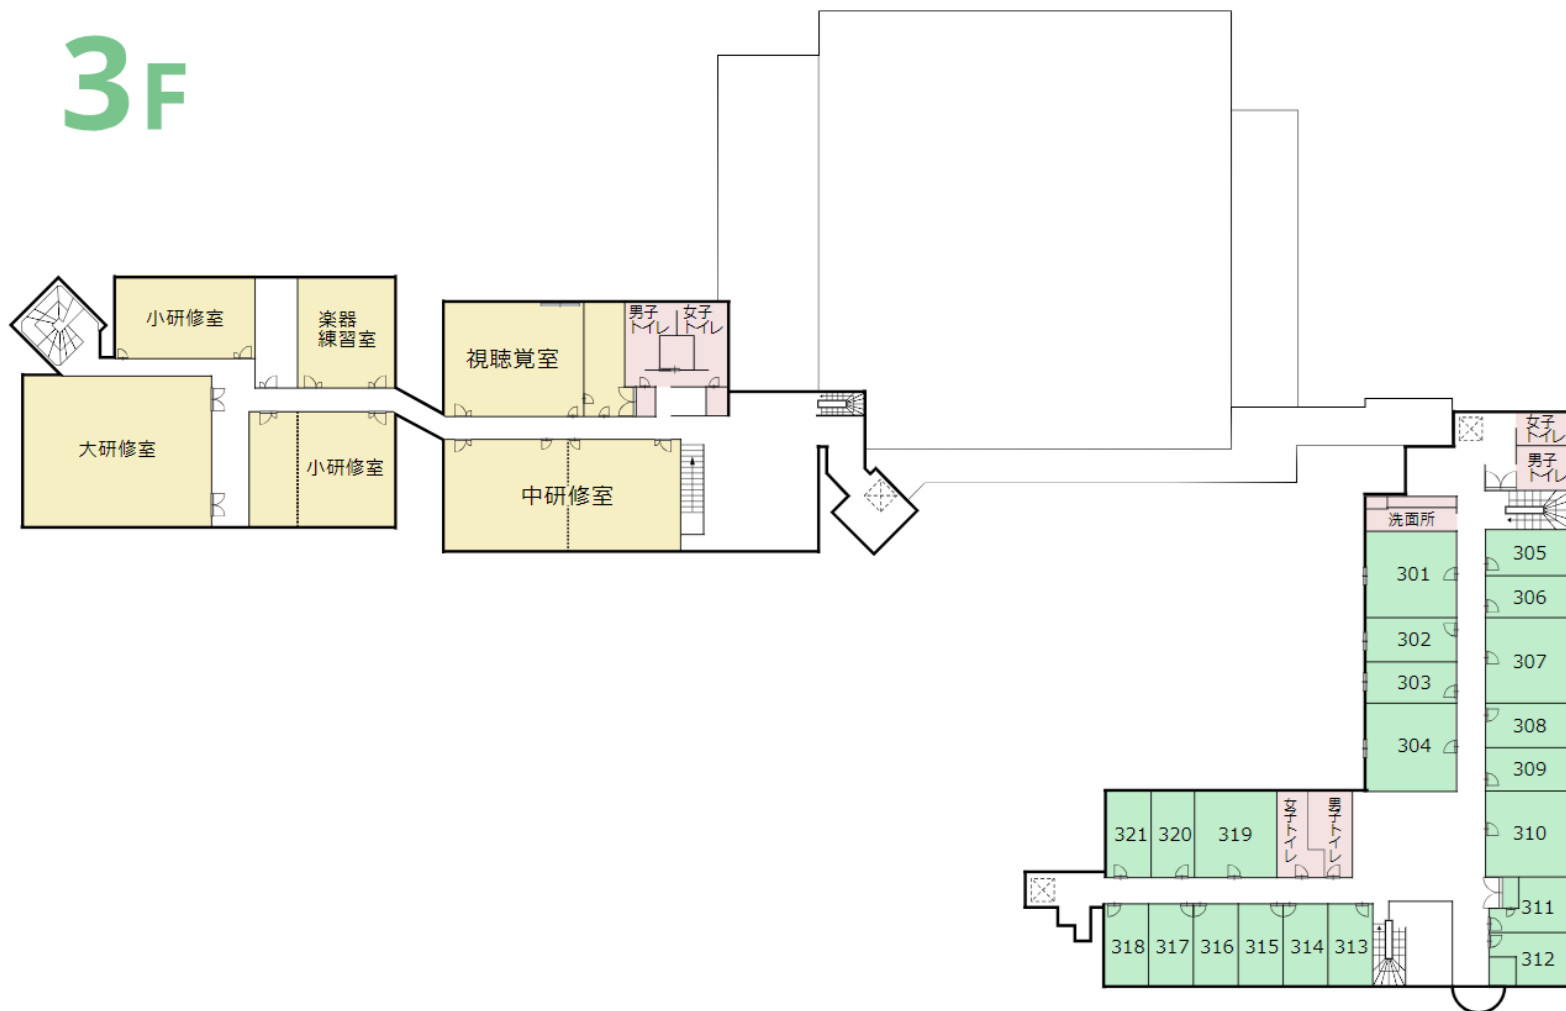 3F
小研修室
楽器
練習室
大研修室
小研修室
視聴覚室
男子
トイレ
女子
トイレ
中研修室
女子
トイレ
男子
トイレ
洗面所
301
302
303
304
305
306
307
308
309
310
311
312
321
320
319
女子トイレ
男子トイレ
318
317
316
315
314
313